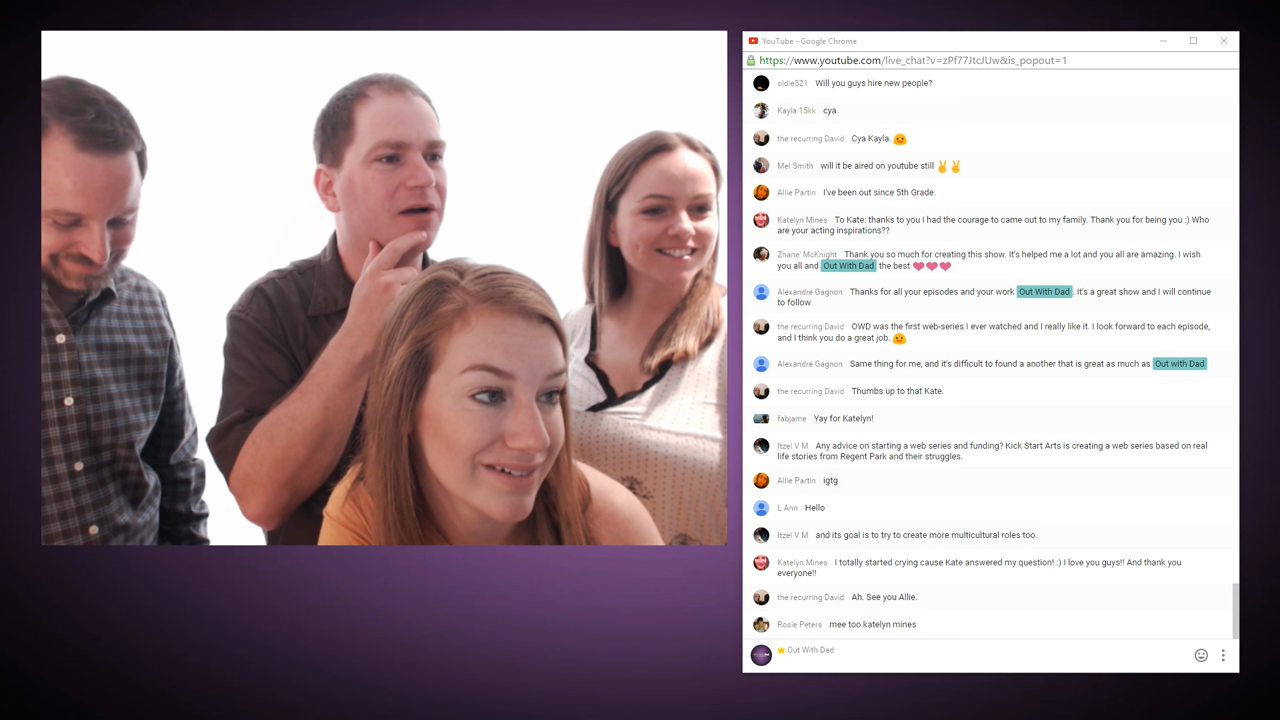 YouTube - Google Chrome
https://www.youtube.com/live_chat?v=zPf77JtcJUw&is_popout=1
oldie521 Will you guys hire new people?
Kayla 15kk cya
the recurring David Cya Kayla.
Mel Smith will it be aired on youtube still
Allie Partin I've been out since 5th Grade.
Katelyn Mines To Kate: thanks to you I had the courage to came out to my family. Thank you for being you :) Who
are your acting inspirations??
Zhane' McKnight Thank you so much for creating this show. It's helped me a lot and you all are amazing. I wish
you all and Out With Dad the best
Alexandre Gagnon Thanks for all your episodes and your work Out With Dad. It's a great show and I will continue
to follow
the recurring David OWD was the first web-series I ever watched and I really like it. I look forward to each episode,
and I think you do a great job.
Alexandre Gagnon Same thing for me, and it's difficult to found a another that is great as much as Out with Dad
the recurring David Thumbs up to that Kate.
fabjame Yay for Katelyn!
Itzel V M Any advice on starting a web series and funding? Kick Start Arts is creating a web series based on real
life stories from Regent Park and their struggles.
Allie Partin igtg
L Ann Hello
Itzel V M and its goal is to try to create more multicultural roles too.
Katelyn Mines I totally started crying cause Kate answered my question! :) I love you guys!! And thank you
everyone!!
the recurring David Ah. See you Allie.
Rosie Peters mee too katelyn mines
Out With Dad